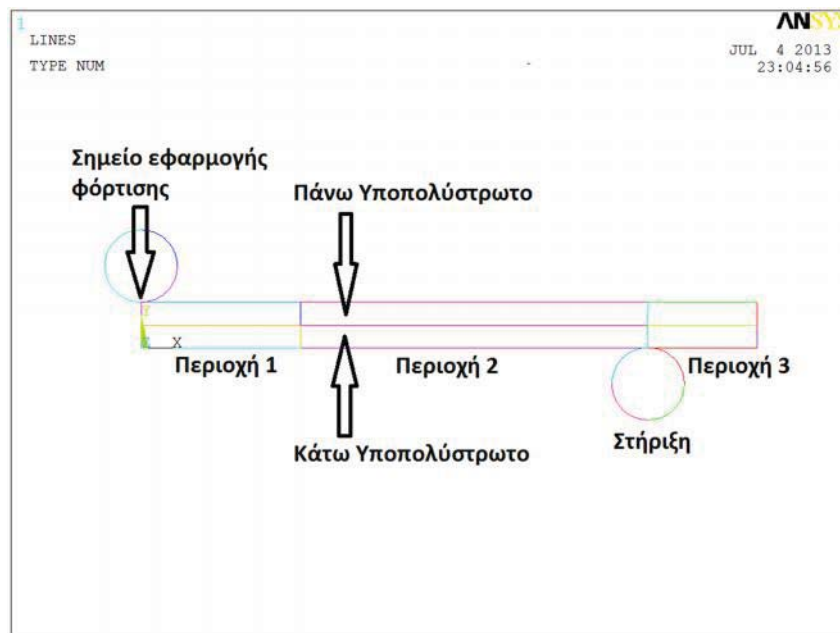 1
LINES
TYPE NUM
ANSYS
JUL 4 2013
23:04:56
Σημείο εφαρμογής
φόρτισης
Πάνω Υποπολύστρωτο
Y
X
Περιοχή 1
Περιοχή 2
Περιοχή 3
Κάτω Υποπολύστρωτο
Στήριξη